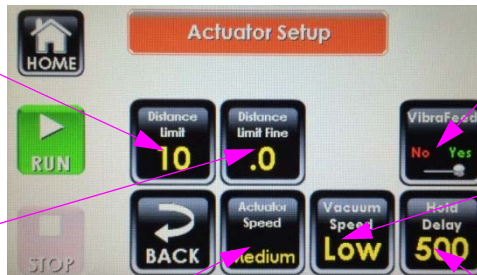 Actuator Setup
HOME
RUN
Distance
Limit
10
Distance
Limit Fine
.0
VibraFeed
No Yes
STOP
BACK
Actuator
Speed
Medium
Vacuum
Speed
Low
Hold
Delay
500